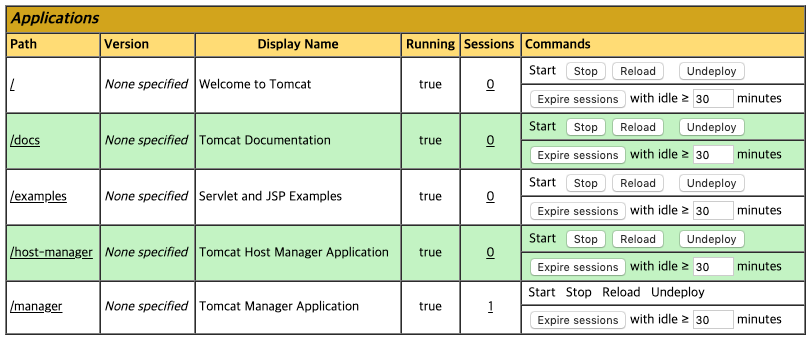 Applications
Path Version Display Name Running Sessions Commands
/ None specified Welcome to Tomcat true 0 Start Stop Reload Undeploy
Expire sessions with idle ≥ 30 minutes
/docs None specified Tomcat Documentation true 0 Start Stop Reload Undeploy
Expire sessions with idle ≥ 30 minutes
/examples None specified Servlet and JSP Examples true 0 Start Stop Reload Undeploy
Expire sessions with idle ≥ 30 minutes
/host-manager None specified Tomcat Host Manager Application true 0 Start Stop Reload Undeploy
Expire sessions with idle ≥ 30 minutes
/manager None specified Tomcat Manager Application true 1 Start Stop Reload Undeploy
Expire sessions with idle ≥ 30 minutes